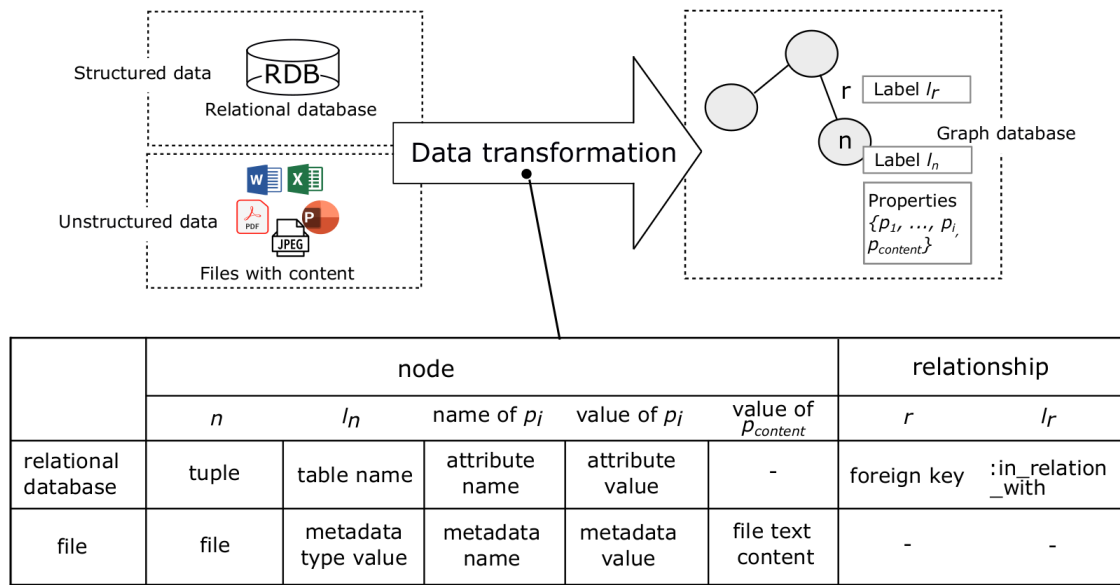 Structured data
RDB
Relational database
Unstructured data
W
X
PDF
P
JPEG
Files with content
Data transformation
r
Label lr
n
Graph database
Label ln
Properties
{p1, ..., pi,
pcontent}
node
relationship
n
ln
name of pi
value of pi
value of
pcontent
r
lr
relational
database
tuple
table name
attribute
name
attribute
value
-
foreign key
:in_relation
_with
file
file
metadata
type value
metadata
name
metadata
value
file text
content
-
-